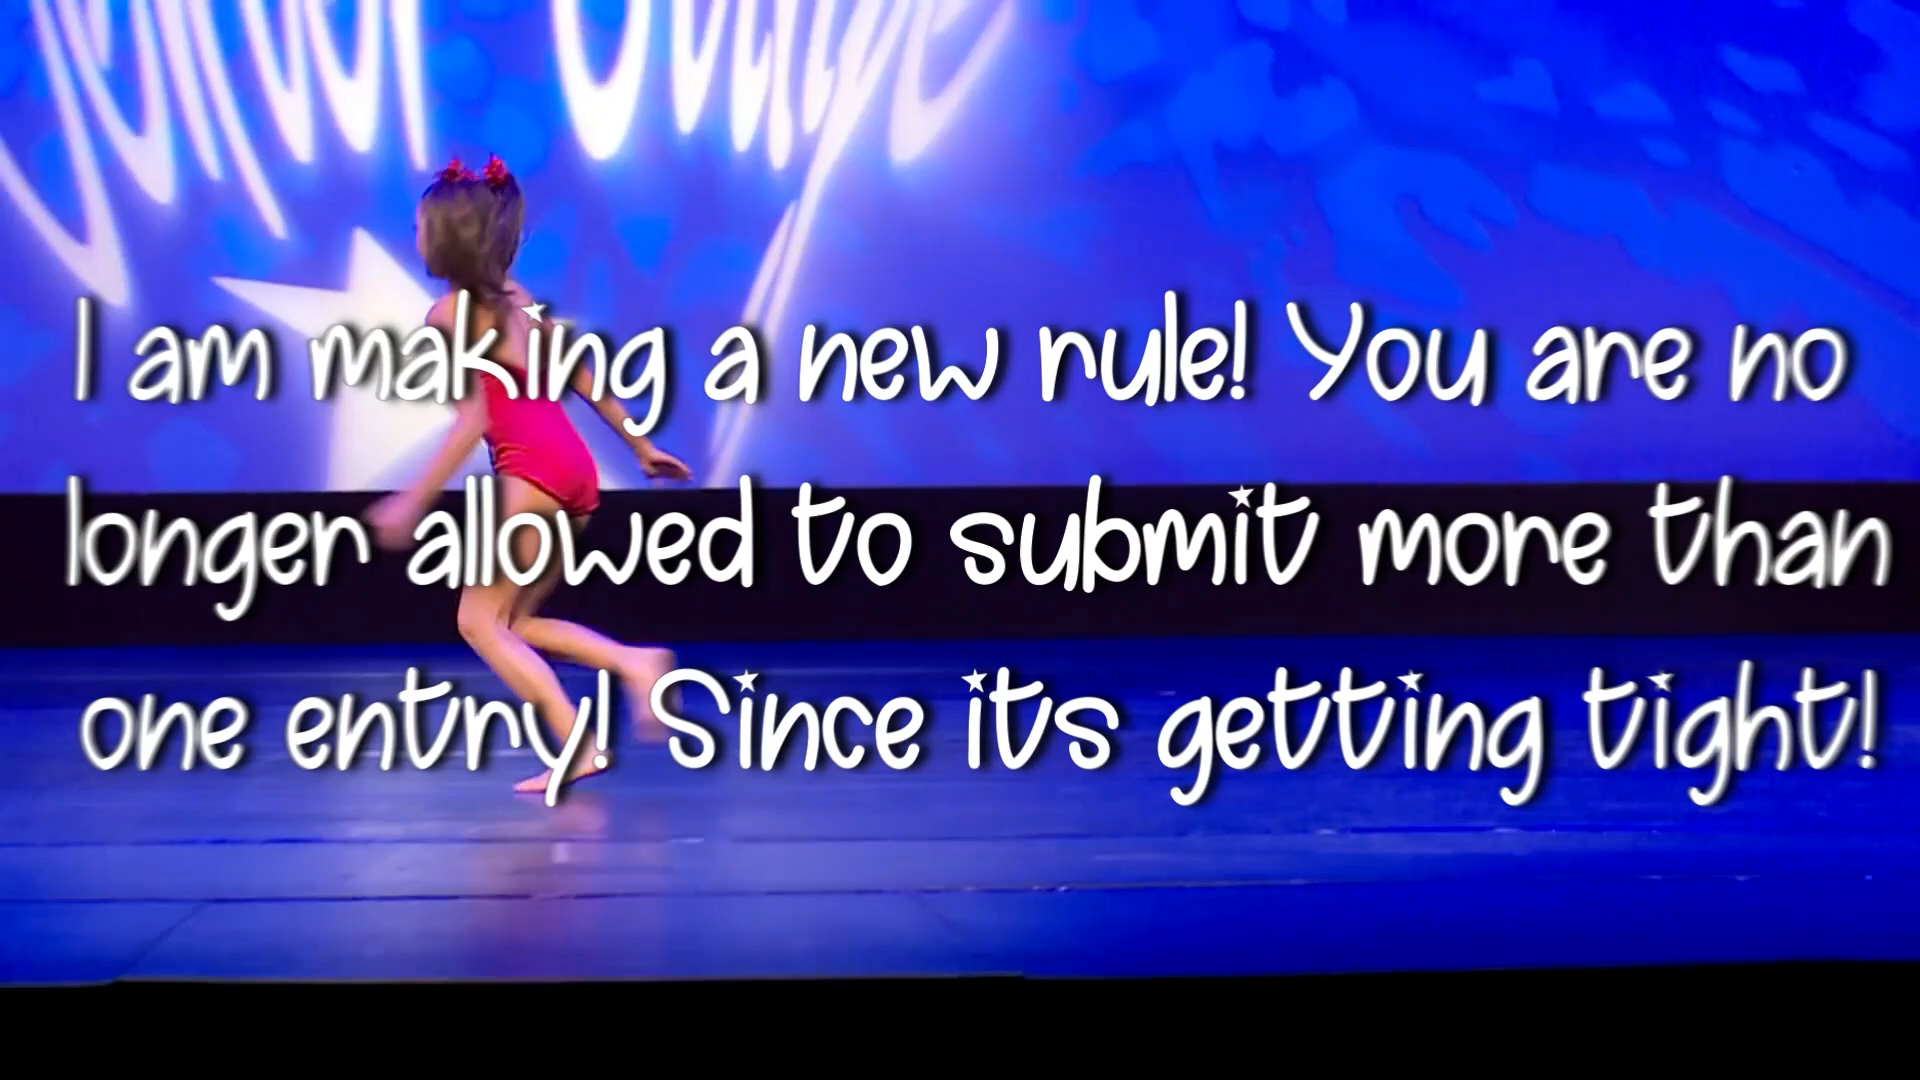 I am making a new rule! You are no
longer allowed to submit more than
one entry! Since its getting tight!